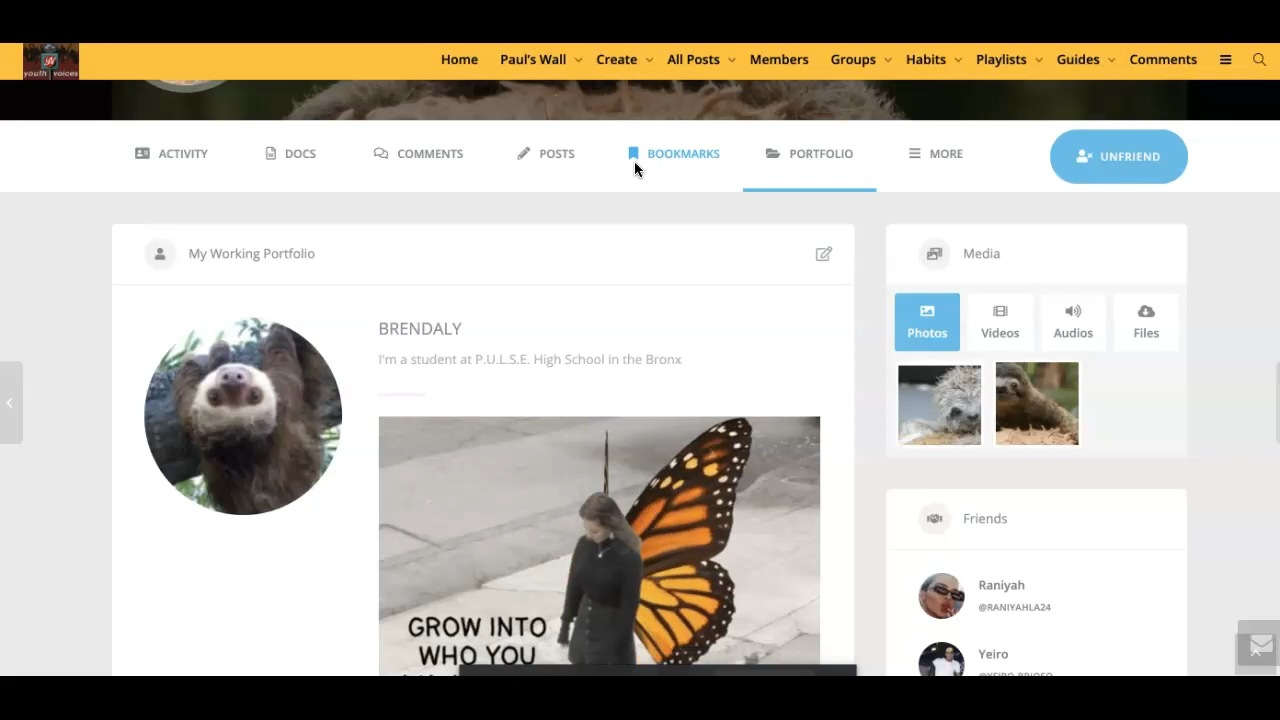 youth voices
Home Paul's Wall Create All Posts Members Groups Habits Playlists Guides Comments
ACTIVITY DOCS COMMENTS POSTS BOOKMARKS PORTFOLIO MORE UNFRIEND
My Working Portfolio
BRENDALY
I'm a student at P.U.L.S.E. High School in the Bronx
GROW INTO
WHO YOU
Media
Photos Videos Audios Files
Friends
Raniyah
@RANIYAHLA24
Yeiro